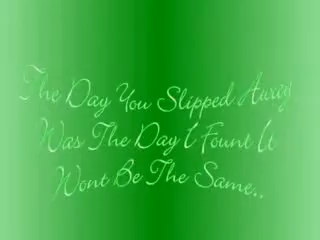 The Day You Slipped Away
Was The Day I Fount It
Wont Be The Same..